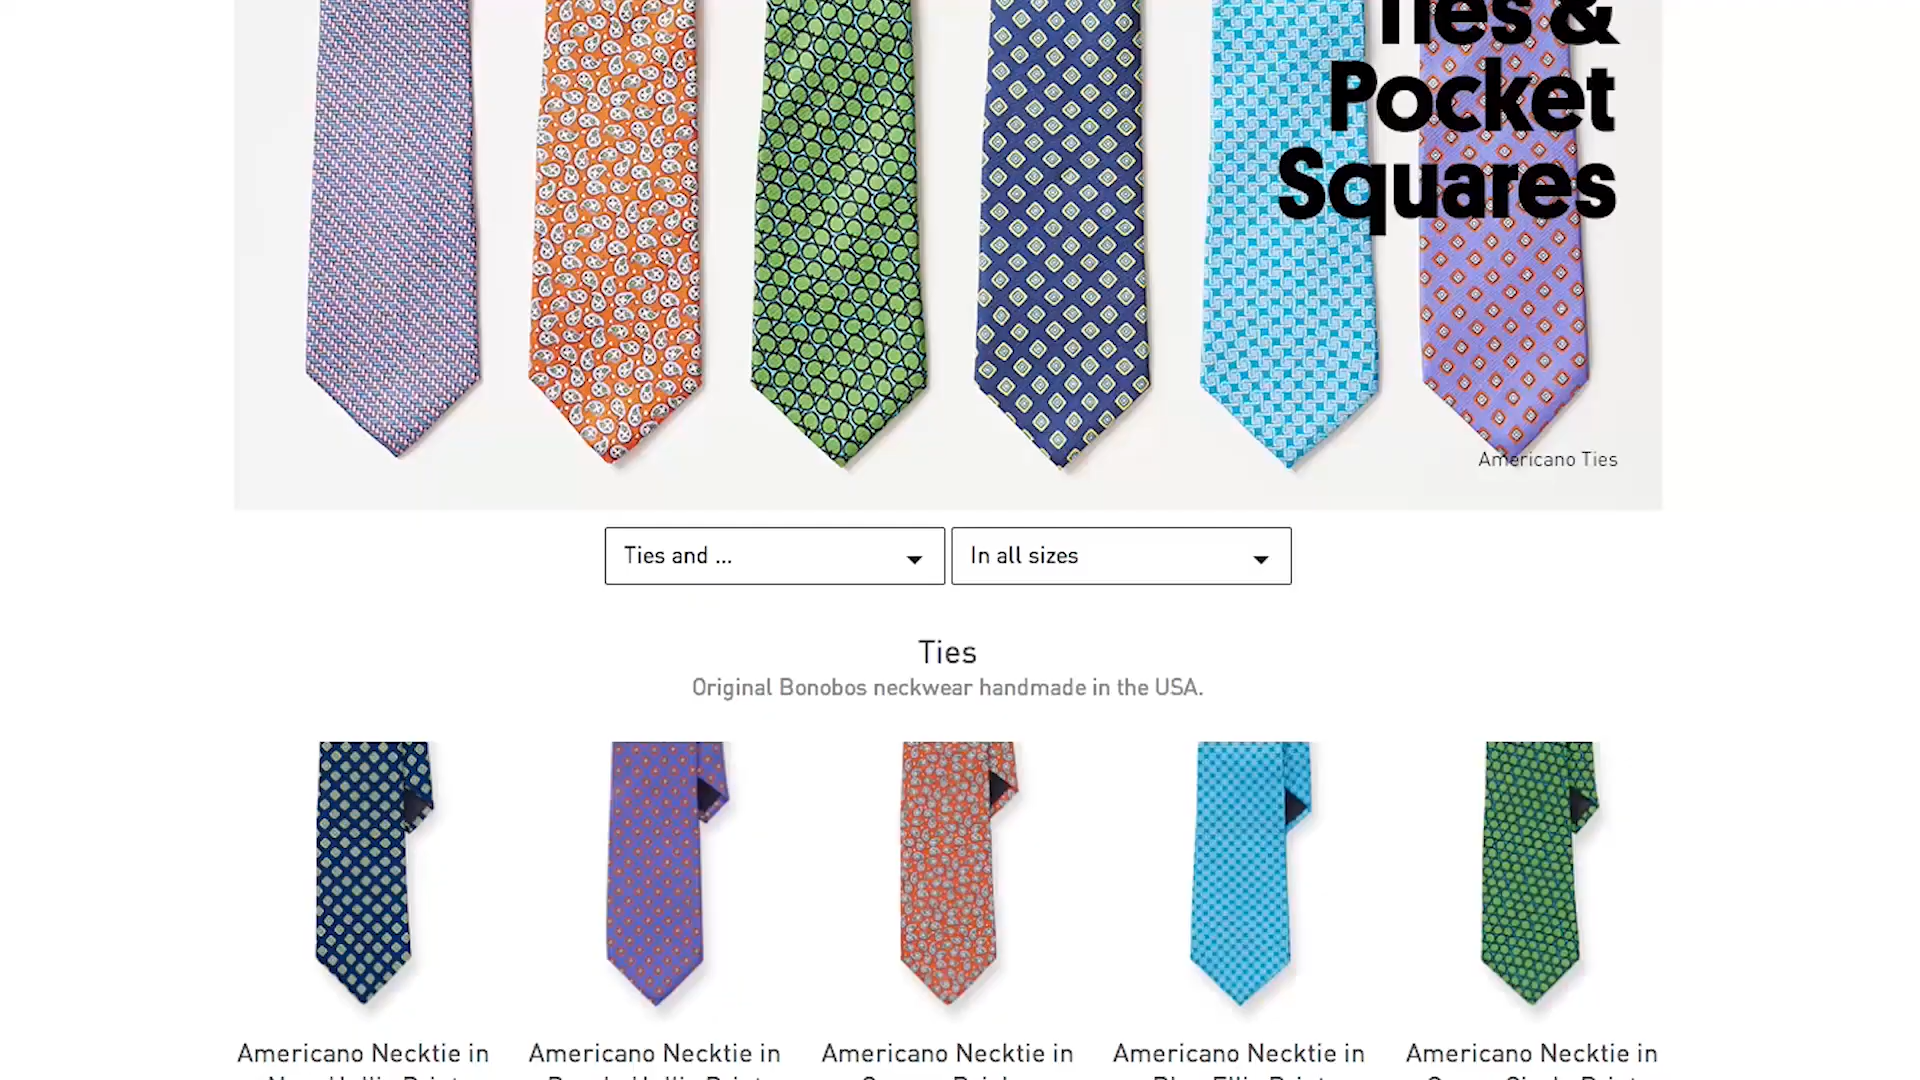 Ties &
Pocket
Squares
Americano Ties
Ties and ...
In all sizes
Ties
Original Bonobos neckwear handmade in the USA.
Americano Necktie in
Americano Necktie in
Americano Necktie in
Americano Necktie in
Americano Necktie in